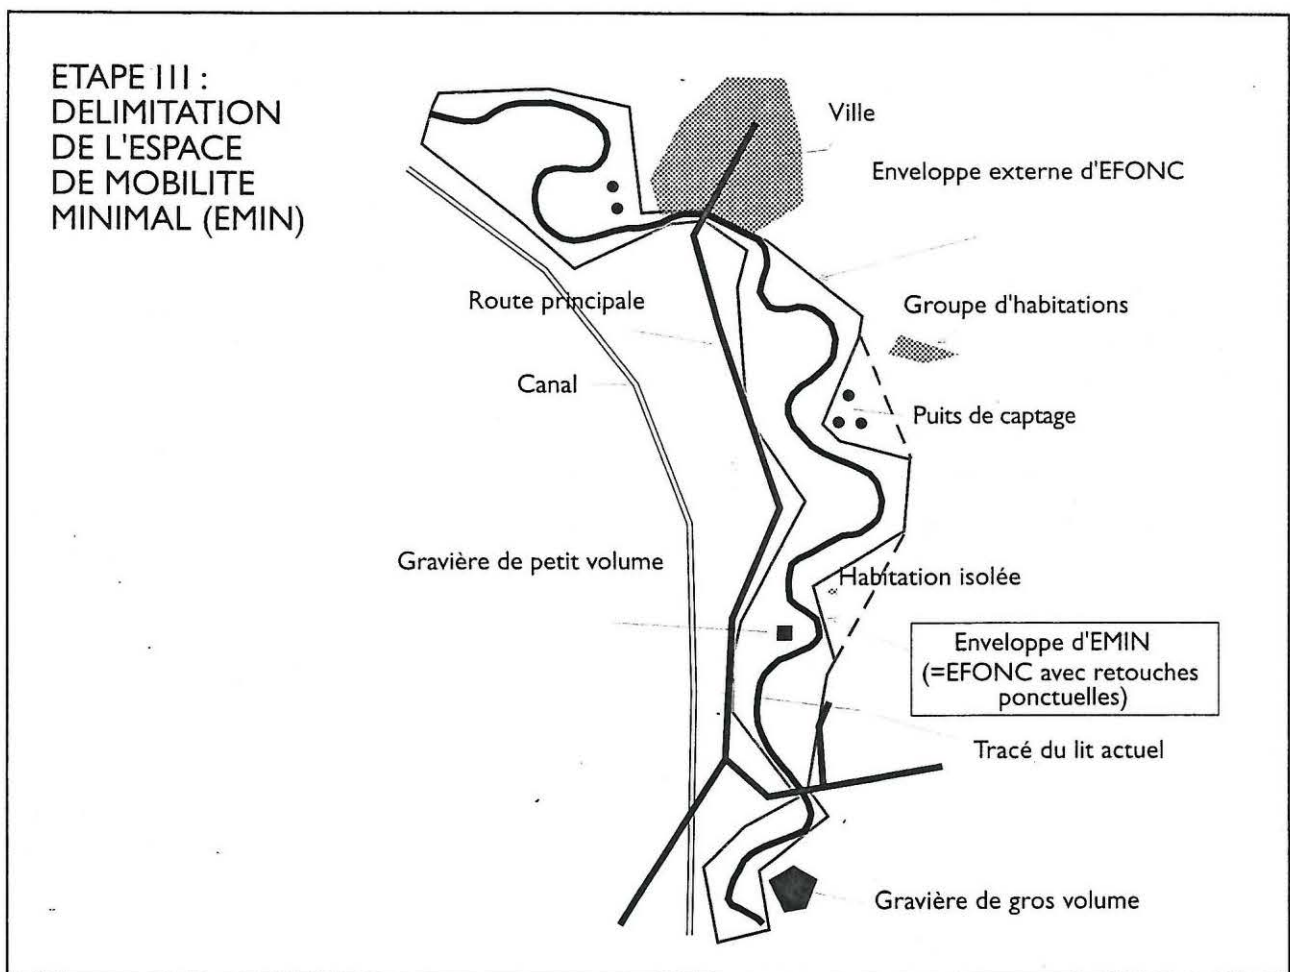 ETAPE III :
DELIMITATION
DE L'ESPACE
DE MOBILITE
MINIMAL (EMIN)
Ville
Enveloppe externe d'EFONC
Groupe d'habitations
Route principale
Canal
Puits de captage
Gravière de petit volume
Habitation isolée
Enveloppe d'EMIN
(=EFONC avec retouches
ponctuelles)
Tracé du lit actuel
Gravière de gros volume